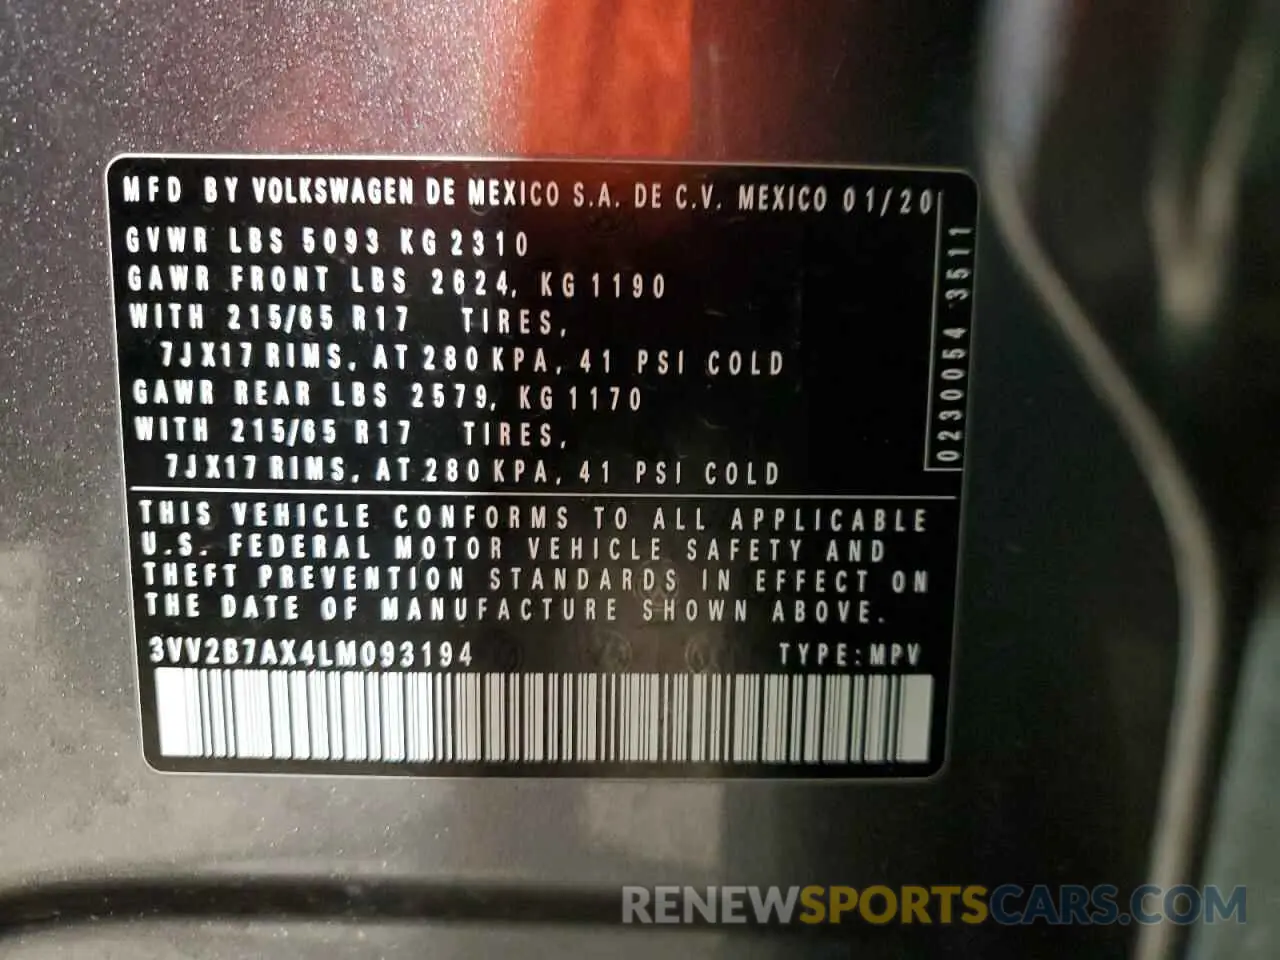 MFD BY VOLKSWAGEN DE MEXICO S.A. DE C.V. MEXICO 01/20
GVWR LBS 5093 KG 2310
GAWR FRONT LBS 2624, KG 1190
WITH 215/65 R17 TIRES,
7JX17 RIMS, AT 280 KPA, 41 PSI COLD
GAWR REAR LBS 2579, KG 1170
WITH 215/65 R17 TIRES,
7JX17 RIMS, AT 280 KPA, 41 PSI COLD
0230054 3511
THIS VEHICLE CONFORMS TO ALL APPLICABLE
U.S. FEDERAL MOTOR VEHICLE SAFETY AND
THEFT PREVENTION STANDARDS IN EFFECT ON
THE DATE OF MANUFACTURE SHOWN ABOVE.
3VV2B7AX4LM093194 TYPE: MPV
RENEWSPORTSCARS.COM